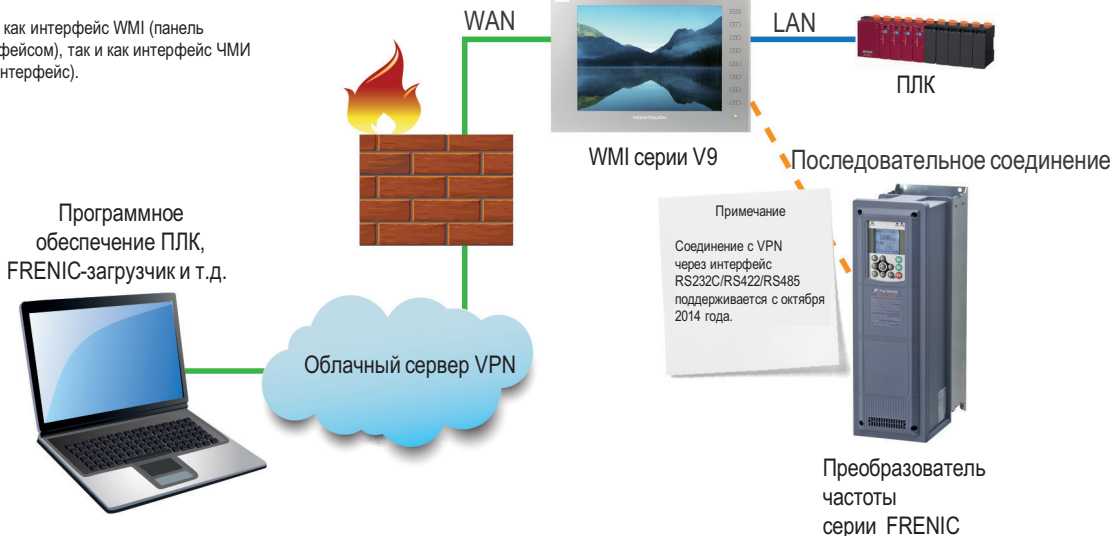 как интерфейс WMI (панель
фейсом), так и как интерфейс ЧМИ
нтерфейс).
WAN
LAN
ПЛК
MONITOUCH
WMI серии V9
Последовательное соединение
Примечание
Соединение с VPN
через интерфейс
RS232C/RS422/RS485
поддерживается с октября
2014 года.
Программное
обеспечение ПЛК,
FRENIC-загрузчик и т.д.
Облачный сервер VPN
Преобразователь
частоты
серии FRENIC